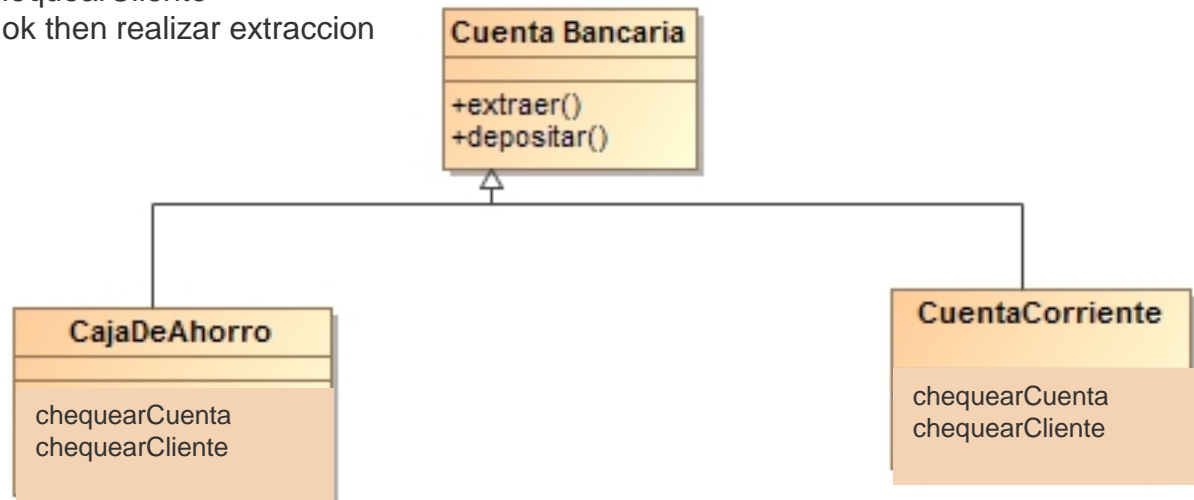 ok then realizar extraccion
Cuenta Bancaria
+extraer()
+depositar()
CajaDeAhorro
chequearCuenta
chequearCliente
CuentaCorriente
chequearCuenta
chequearCliente